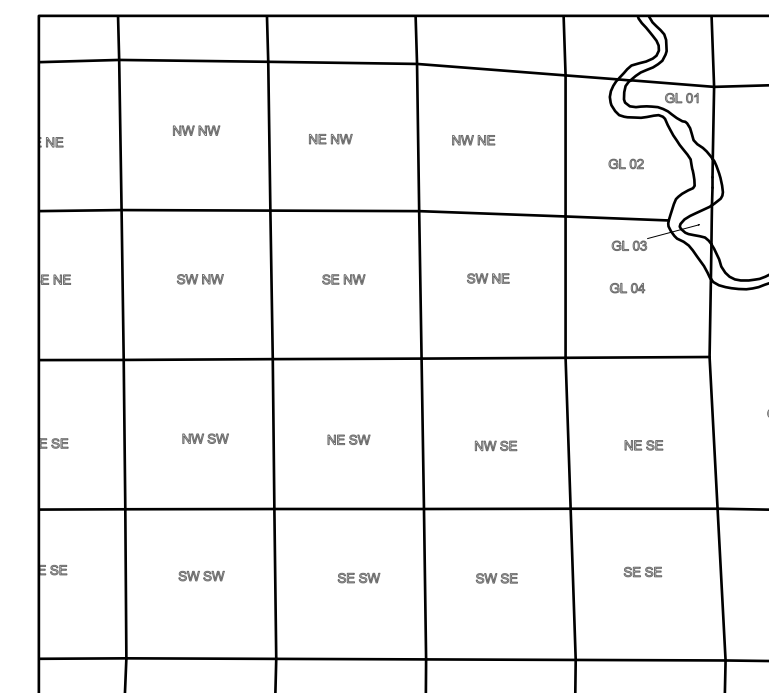 GL 01
NW NW
NE NW
NW NE
NE
GL 02
GL 03
E NE
SW NW
SE NW
SW NE
GL 04
E SE
NW SW
NE SW
NW SE
NE SE
E SE
SW SW
SE SW
SW SE
SE SE